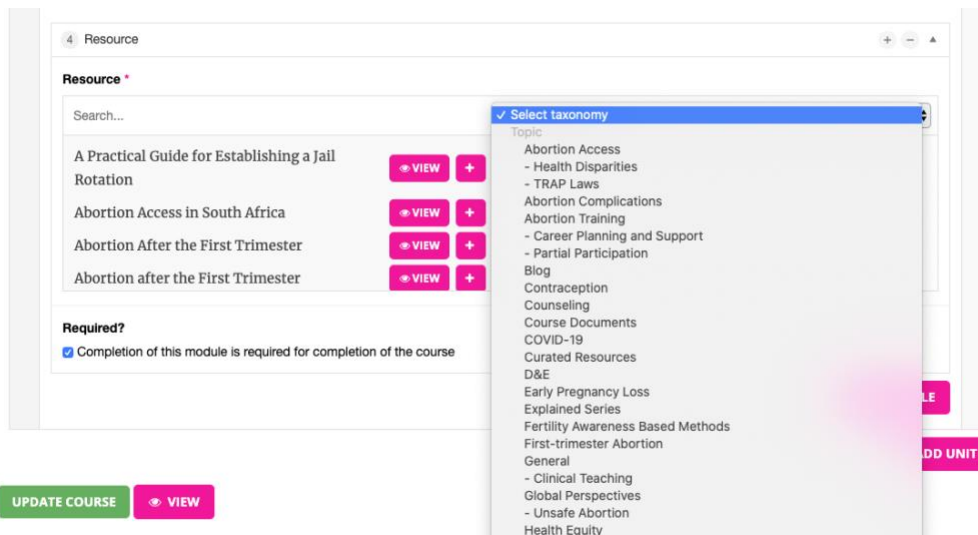 4 Resource + −
Resource *
Search...
✓ Select taxonomy
Topic
Abortion Access
- Health Disparities
- TRAP Laws
Abortion Complications
Abortion Training
- Career Planning and Support
- Partial Participation
Blog
Contraception
Counseling
Course Documents
COVID-19
Curated Resources
D&E
Early Pregnancy Loss
Explained Series
Fertility Awareness Based Methods
First-trimester Abortion
General
- Clinical Teaching
Global Perspectives
- Unsafe Abortion
Health Equity
A Practical Guide for Establishing a Jail
Rotation
VIEW +
Abortion Access in South Africa
VIEW +
Abortion After the First Trimester
VIEW +
Abortion after the First Trimester
VIEW +
Required?
Completion of this module is required for completion of the course
LE
DD UNIT
UPDATE COURSE
VIEW